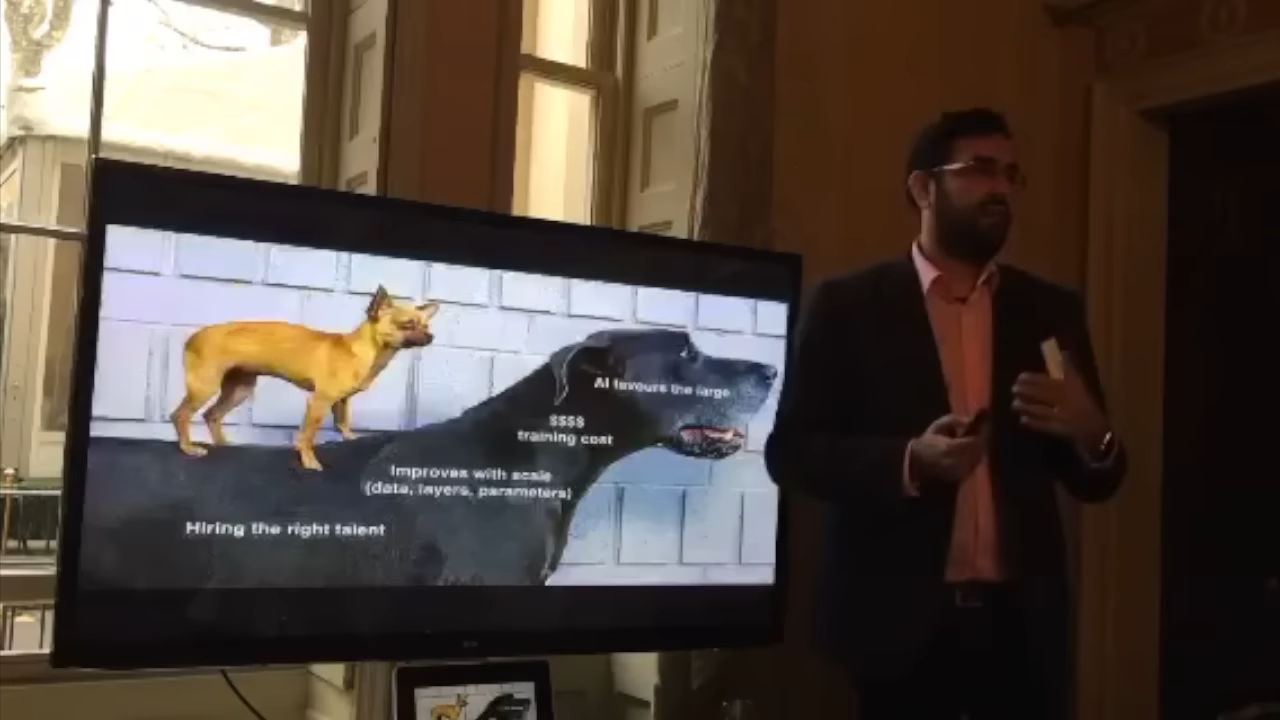 AI favours the large
$$$$
training cost
Improves with scale
(data, layers, parameters)
Hiring the right talent